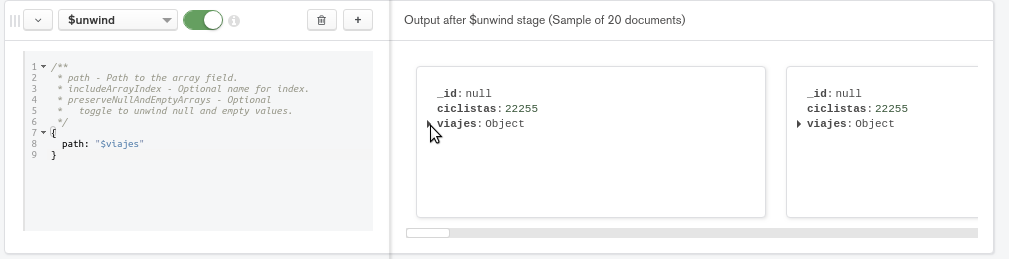 $unwind
Output after $unwind stage (Sample of 20 documents)
1 /**
2  * path - Path to the array field.
3  * includeArrayIndex - Optional name for index.
4  * preserveNullAndEmptyArrays - Optional
5  *   toggle to unwind null and empty values.
6  */
7 {
8   path: "$viajes"
9 }
_id: null
ciclistas: 22255
viajes: Object
_id: null
ciclistas: 22255
viajes: Object